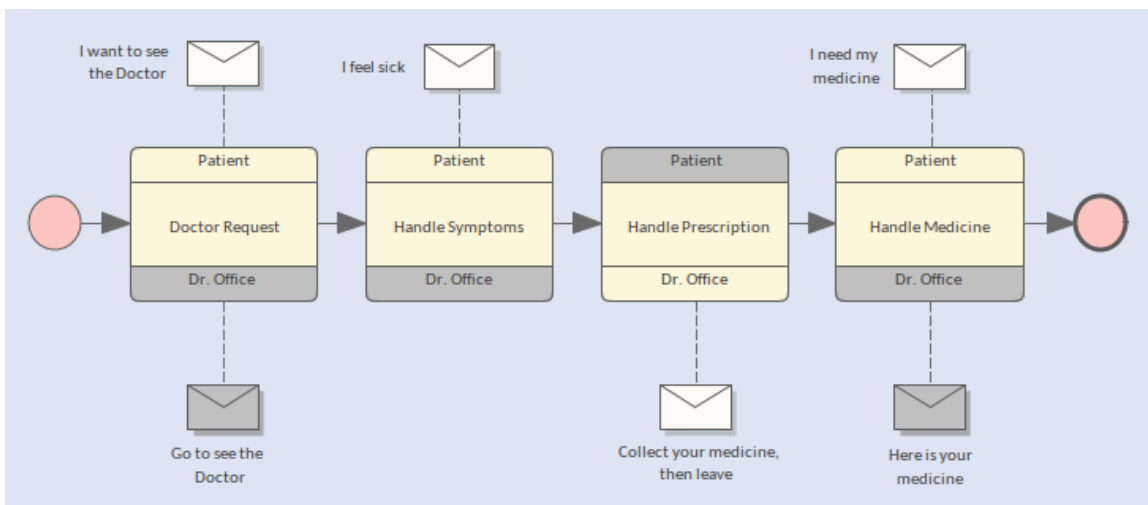 I want to see
the Doctor
I feel sick
I need my
medicine
Patient
Patient
Patient
Patient
Doctor Request
Handle Symptoms
Handle Prescription
Handle Medicine
Dr. Office
Dr. Office
Dr. Office
Dr. Office
Go to see the
Doctor
Collect your medicine,
then leave
Here is your
medicine